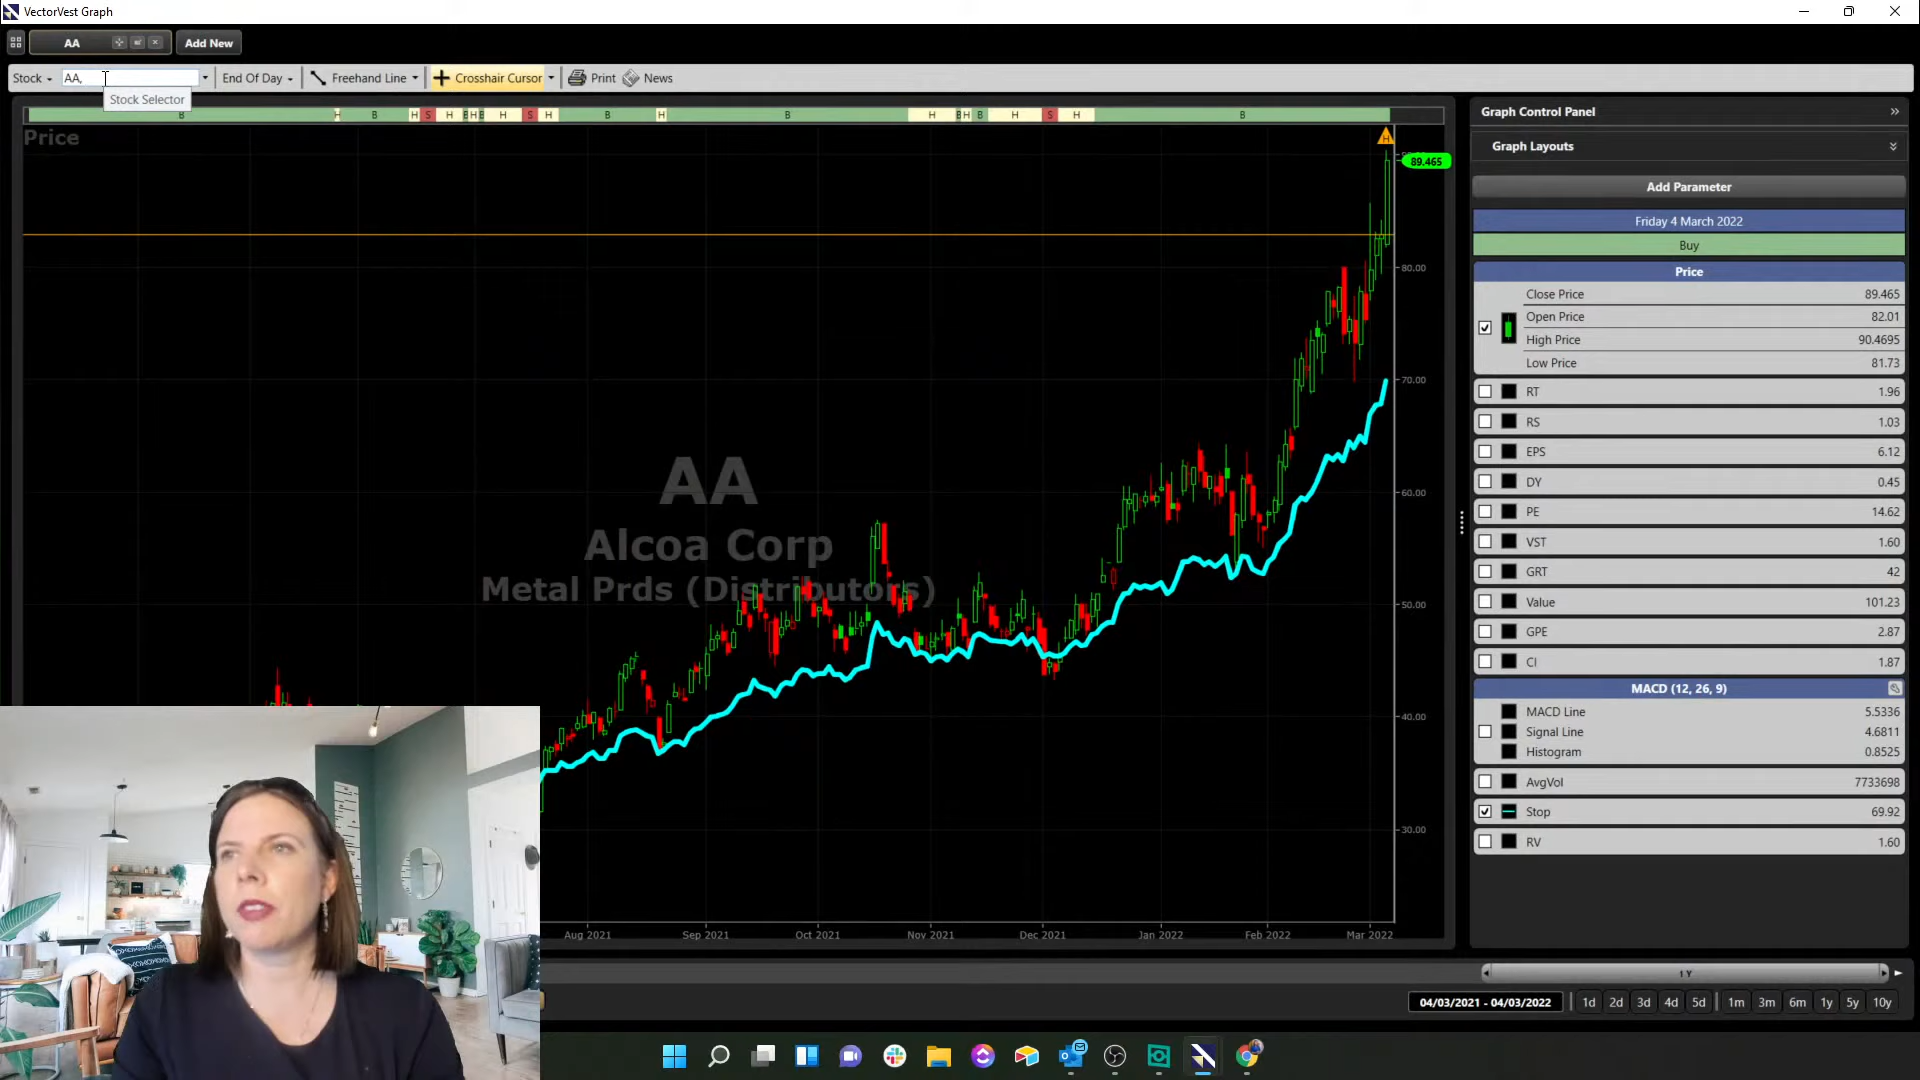 VectorVest Graph
AA
Add New
Stock
AA,
End Of Day
Freehand Line
Crosshair Cursor
Print
News
Stock Selector
B H B H S H B H B H S H B H B H B H B H S H B
Price
H
89.465
80.00
70.00
60.00
50.00
40.00
30.00
AA
Alcoa Corp
Metal Prds (Distributors)
Aug 2021 Sep 2021 Oct 2021 Nov 2021 Dec 2021 Jan 2022 Feb 2022 Mar 2022
Graph Control Panel
Graph Layouts
Add Parameter
Friday 4 March 2022
Buy
Price
Close Price 89.465
Open Price 82.01
High Price 90.4695
Low Price 81.73
RT 1.96
RS 1.03
EPS 6.12
DY 0.45
PE 14.62
VST 1.60
GRT 42
Value 101.23
GPE 2.87
CI 1.87
MACD (12, 26, 9)
MACD Line 5.5336
Signal Line 4.6811
Histogram 0.8525
AvgVol 7733698
Stop 69.92
RV 1.60
1 Y
04/03/2021 - 04/03/2022 1d 2d 3d 4d 5d 1m 3m 6m 1y 5y 10y